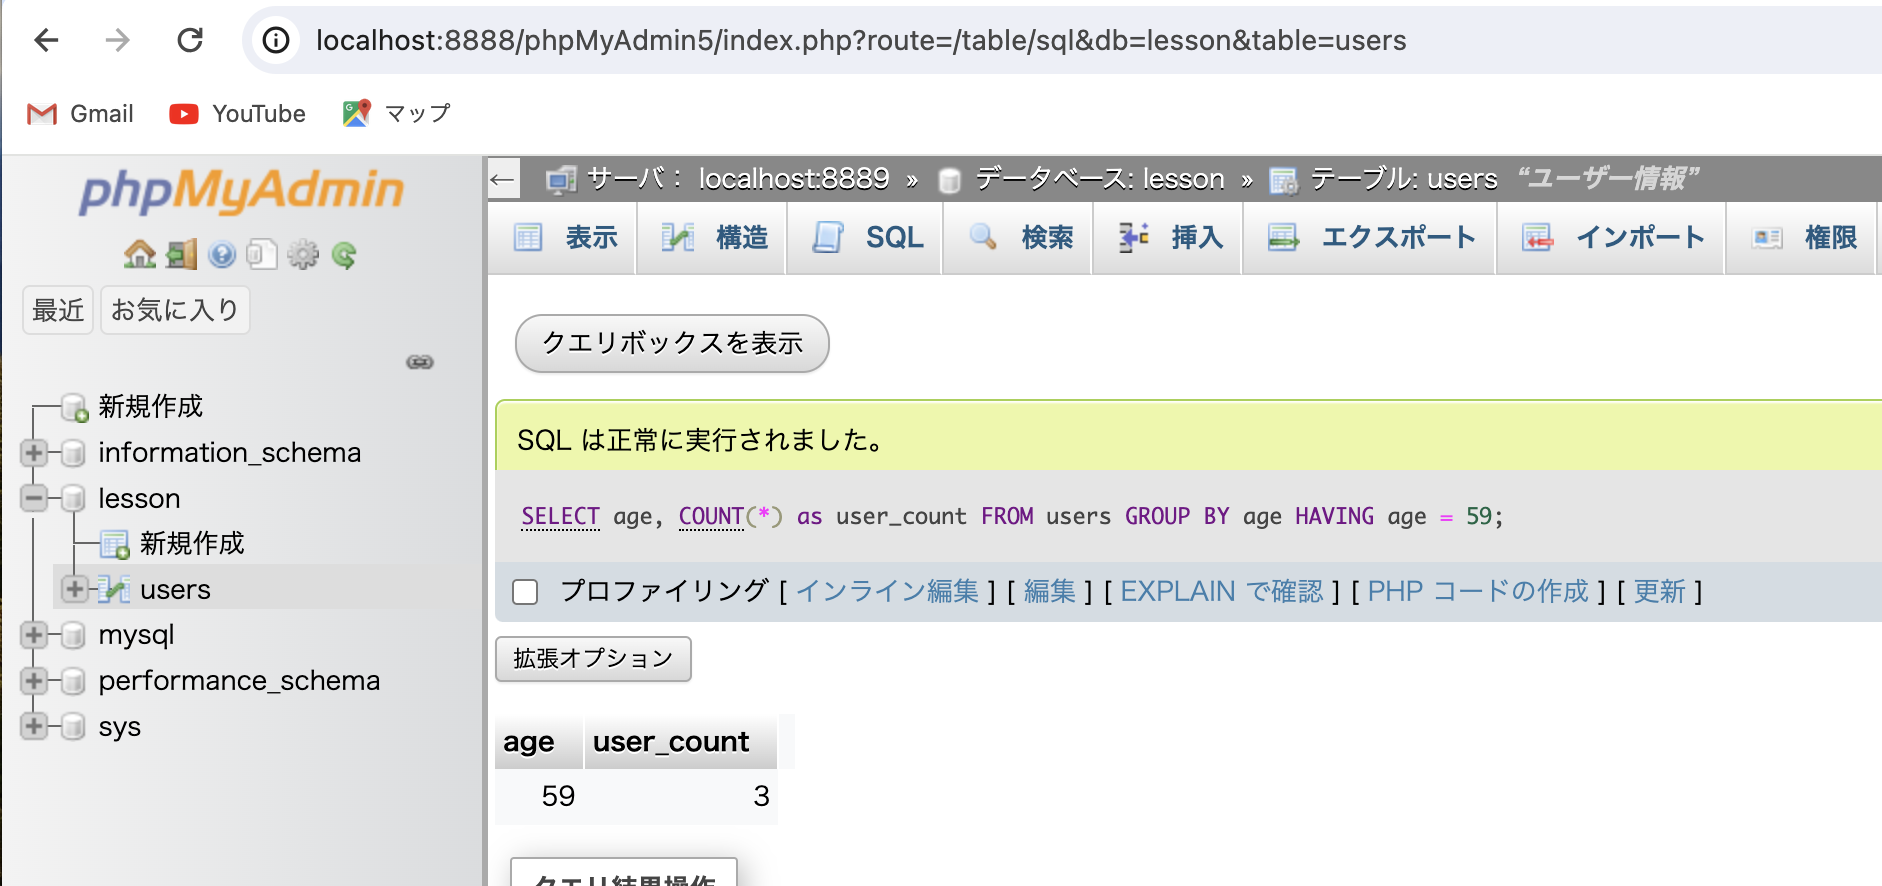 localhost:8888/phpMyAdmin5/index.php?route=/table/sql&db=lesson&table=users
Gmail YouTube マップ
phpMyAdmin
最近 お気に入り
新規作成
information_schema
lesson
新規作成
users
mysql
performance_schema
sys
サーバ: localhost:8889 » データベース: lesson » テーブル: users “ユーザー情報”
表示 構造 SQL 検索 挿入 エクスポート インポート 権限
クエリボックスを表示
SQL は正常に実行されました。
SELECT age, COUNT(*) as user_count FROM users GROUP BY age HAVING age = 59;
プロファイリング [ インライン編集 ] [ 編集 ] [ EXPLAIN で確認 ] [ PHP コードの作成 ] [ 更新 ]
拡張オプション
age user_count
59 3
クエリ結果操作